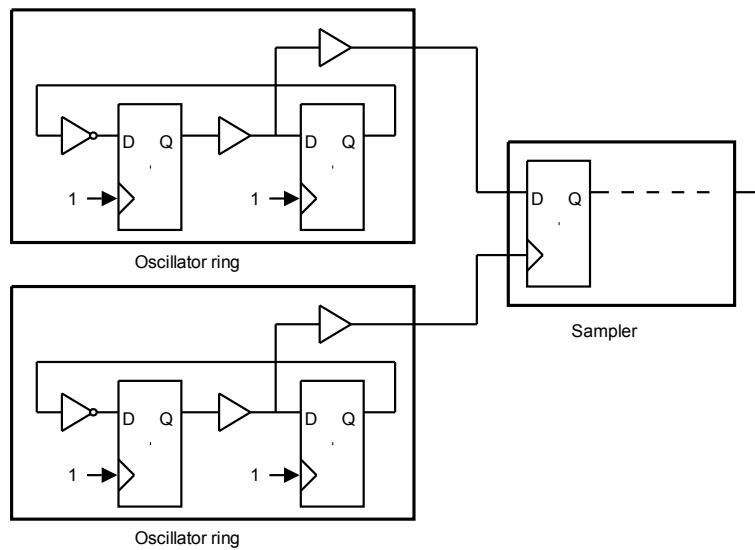 D Q D Q
1 1
Oscillator ring
D Q
Sampler
D Q D Q
1 1
Oscillator ring